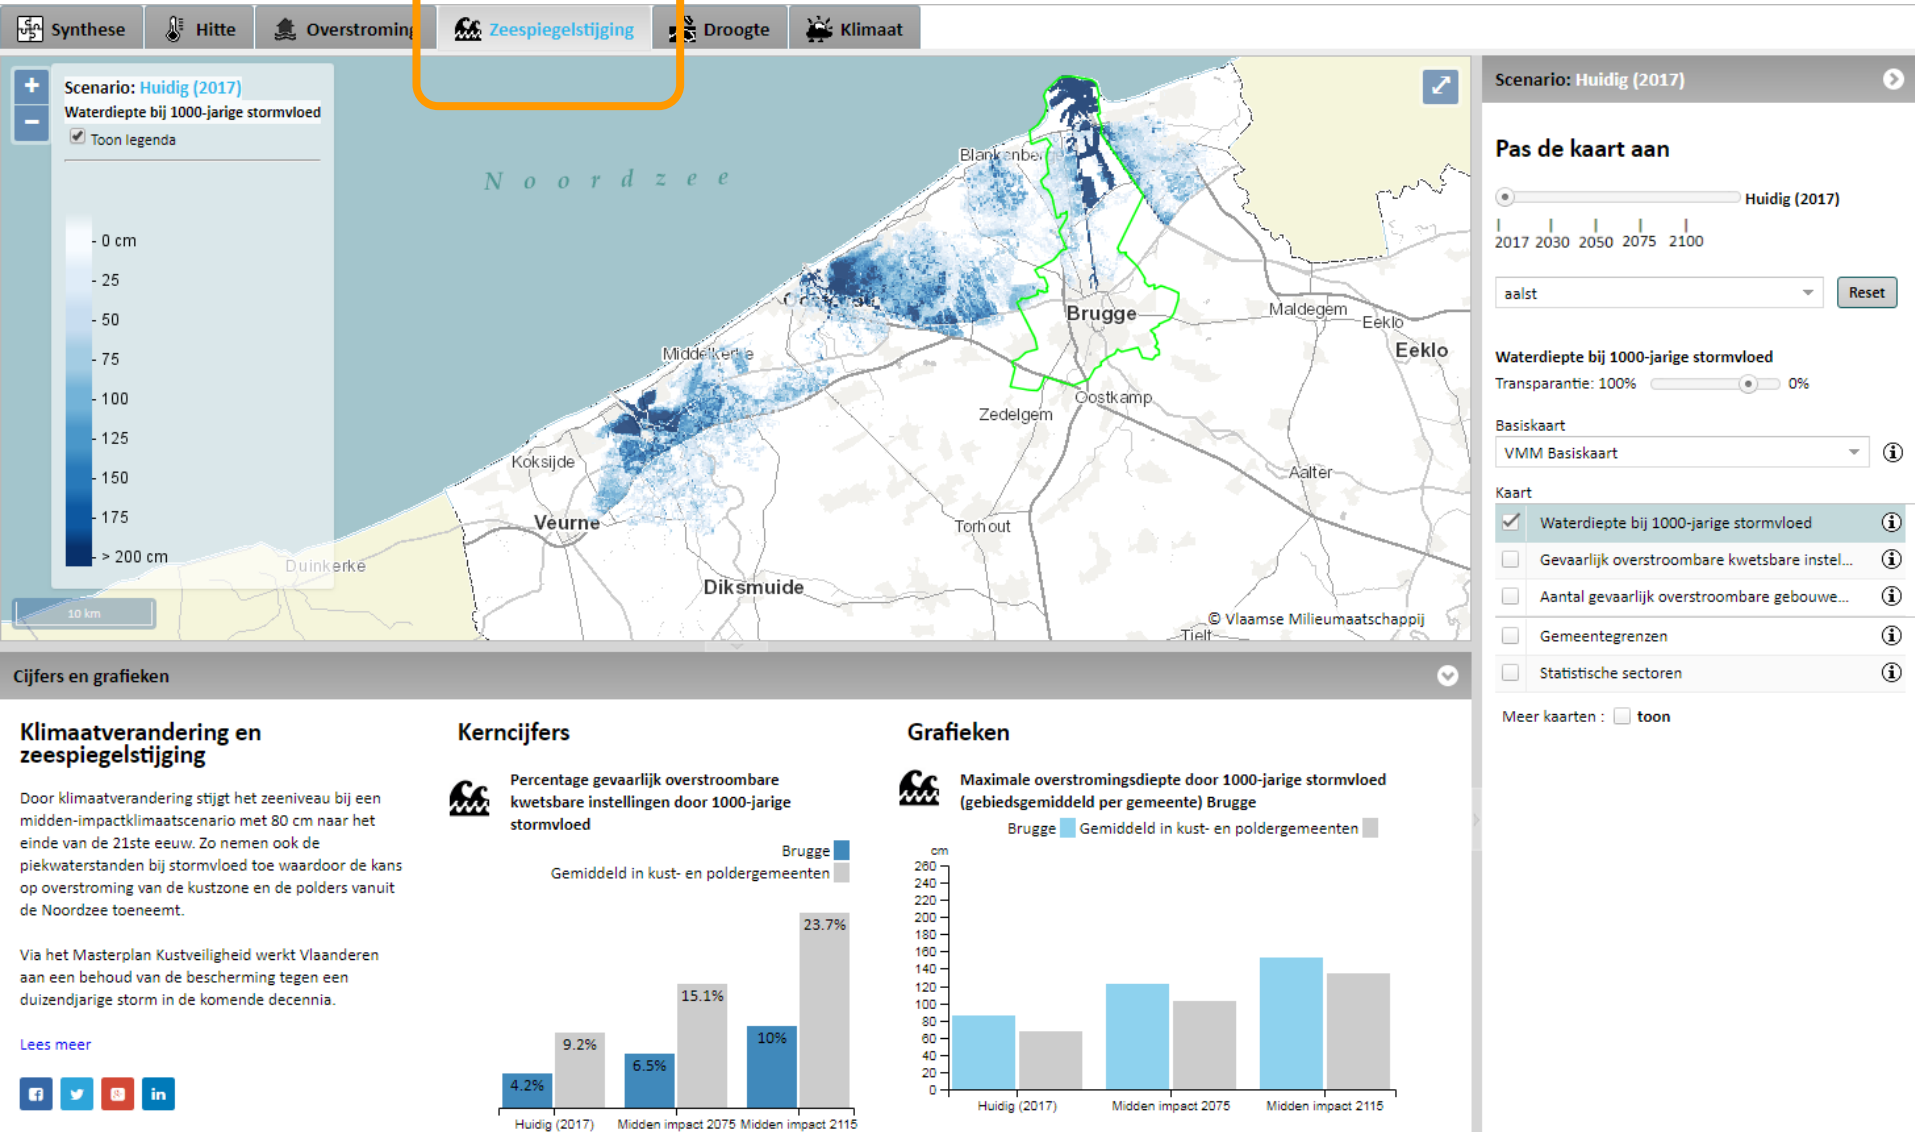 Synthese
Hitte
Overstroming
Zeespiegelstijging
Droogte
Klimaat
+
−
Scenario: Huidig (2017)
Waterdiepte bij 1000-jarige stormvloed
Toon legenda
- 0 cm
- 25
- 50
- 75
- 100
- 125
- 150
- 175
- > 200 cm
10 km
Noordzee
Blankenberge
Brugge
Maldegem
Eeklo
Eeklo
Middelkerke
Zedelgem
Oostkamp
Koksijde
Aalter
Veurne
Torhout
Duinkerke
Diksmuide
© Vlaamse Milieumaatschappij
Tielt
Scenario: Huidig (2017)
Pas de kaart aan
Huidig (2017)
2017 2030 2050 2075 2100
aalst
Reset
Waterdiepte bij 1000-jarige stormvloed
Transparantie: 100% 0%
Basiskaart
VMM Basiskaart
Kaart
Waterdiepte bij 1000-jarige stormvloed
Gevaarlijk overstroombare kwetsbare instel...
Aantal gevaarlijk overstroombare gebouwe...
Gemeentegrenzen
Statistische sectoren
Meer kaarten : toon
Cijfers en grafieken
Klimaatverandering en
zeespiegelstijging
Door klimaatverandering stijgt het zeeniveau bij een
midden-impactklimaatscenario met 80 cm naar het
einde van de 21ste eeuw. Zo nemen ook de
piekwaterstanden bij stormvloed toe waardoor de kans
op overstroming van de kustzone en de polders vanuit
de Noordzee toeneemt.
Via het Masterplan Kustveiligheid werkt Vlaanderen
aan een behoud van de bescherming tegen een
duizendjarige storm in de komende decennia.
Lees meer
Kerncijfers
Percentage gevaarlijk overstroombare
kwetsbare instellingen door 1000-jarige
stormvloed
Brugge
Gemiddeld in kust- en poldergemeenten
4.2%
9.2%
6.5%
15.1%
10%
23.7%
Huidig (2017) Midden impact 2075 Midden impact 2115
Grafieken
Maximale overstromingsdiepte door 1000-jarige stormvloed
(gebiedsgemiddeld per gemeente) Brugge
Brugge Gemiddeld in kust- en poldergemeenten
cm
260
240
220
200
180
160
140
120
100
80
60
40
20
0
Huidig (2017) Midden impact 2075 Midden impact 2115